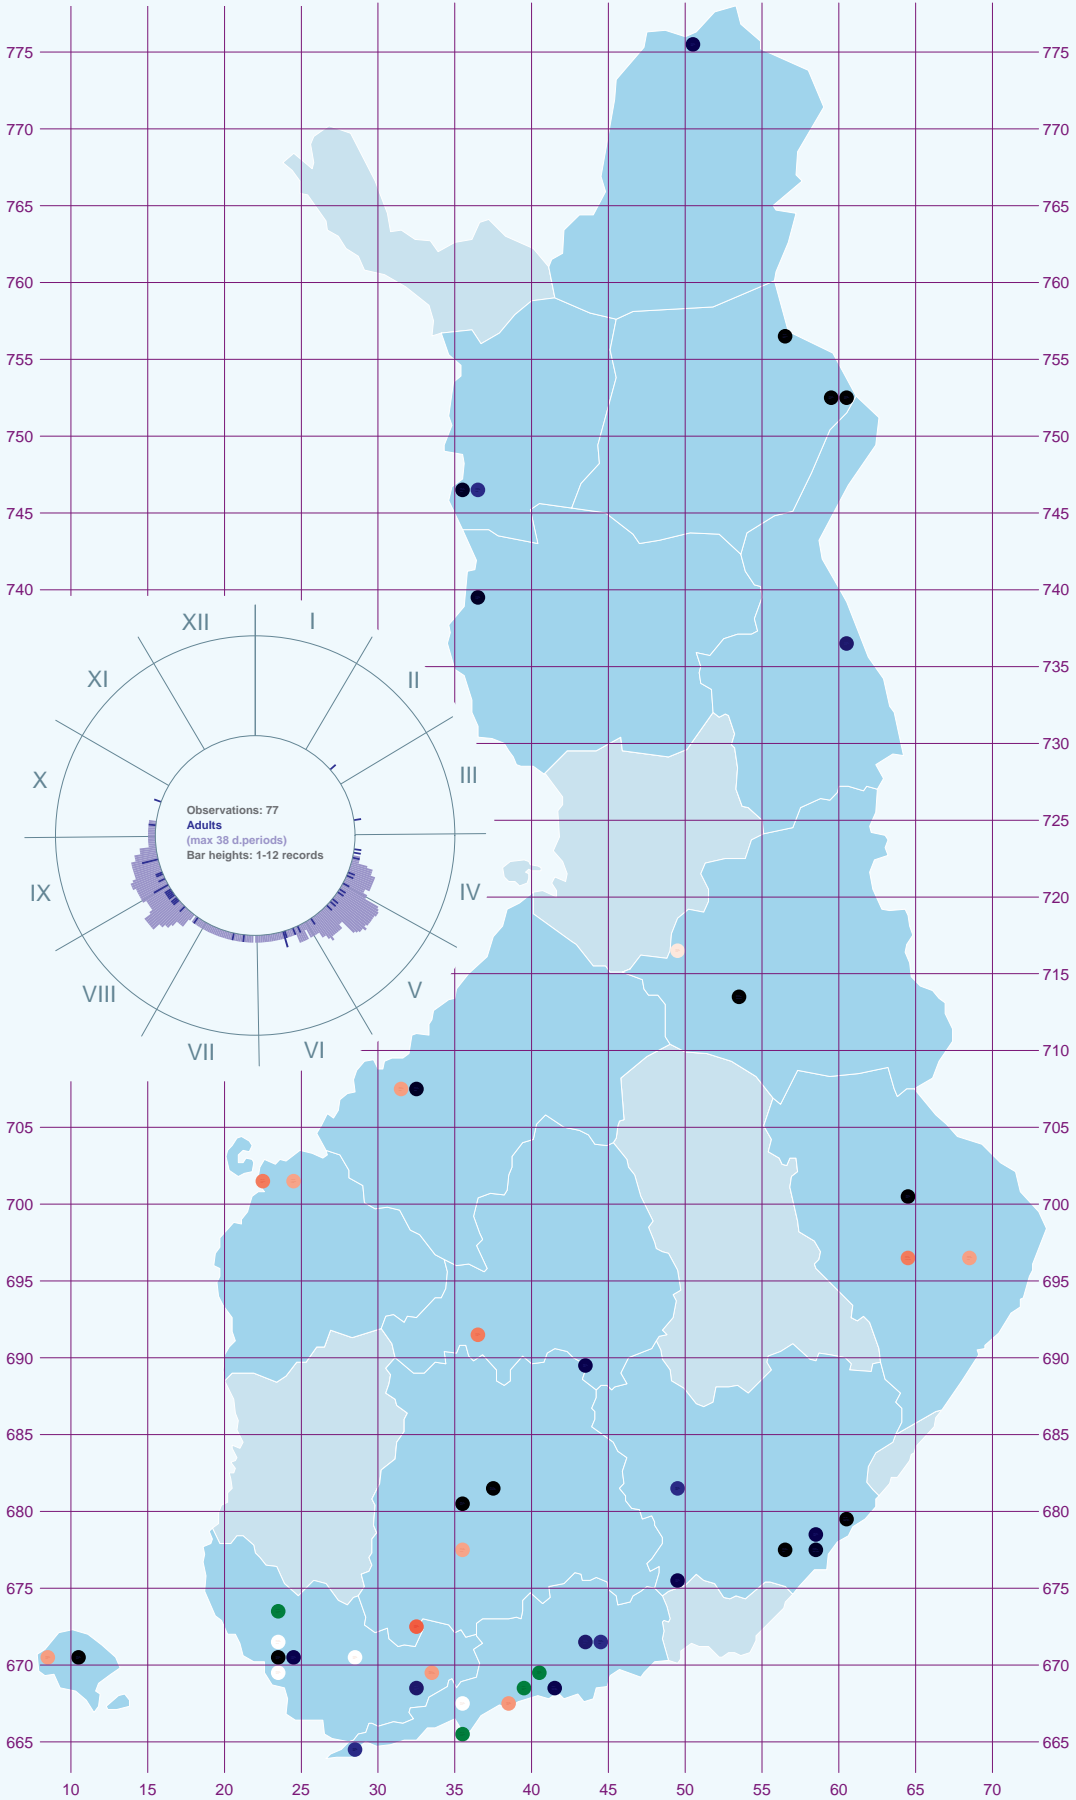 775 775
770 770
765 765
760 760
755 755
750 750
745 745
740 740
XII I
735 735
XI II
730 730
X III
725 725
Observations: 77
Adults
(max 38 d.periods)
Bar heights: 1-12 records
IX IV
720 720
715 715
VIII V
VII VI
710 710
705 705
700 700
695 695
690 690
685 685
680 680
675 675
670 670
665 665
10 15 20 25 30 35 40 45 50 55 60 65 70